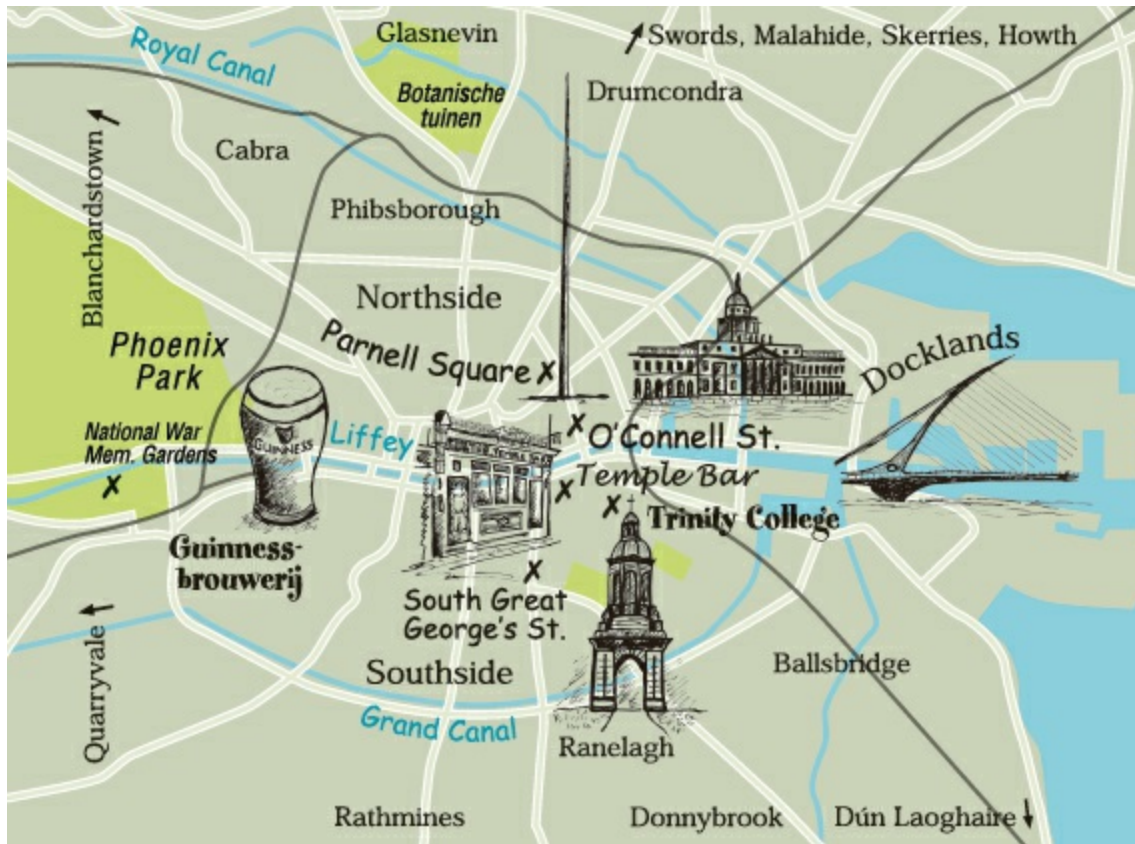 Royal Canal
Glasnevin
Swords, Malahide, Skerries, Howth
Botanische
tuinen
Drumcondra
Cabra
Blanchardstown
Phibsborough
Northside
Parnell Square
Phoenix
Park
Docklands
National War
Mem. Gardens
Liffey
GUINNESS
O'Connell St.
Temple Bar
Trinity College
Guinness-
brouwerij
South Great
George's St.
Southside
Ballsbridge
Quarryvale
Grand Canal
Ranelagh
Rathmines
Donnybrook
Dún Laoghaire